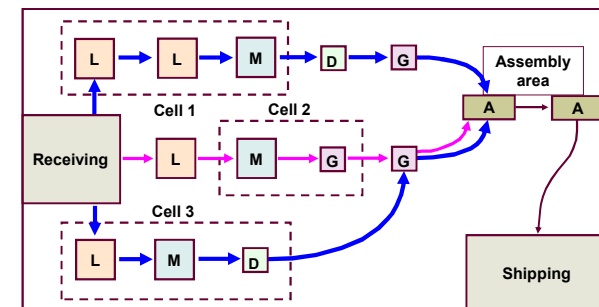 L
L
M
D
G
Assembly
area
A
A
Cell 1
Cell 2
Receiving
L
M
G
G
Cell 3
L
M
D
Shipping